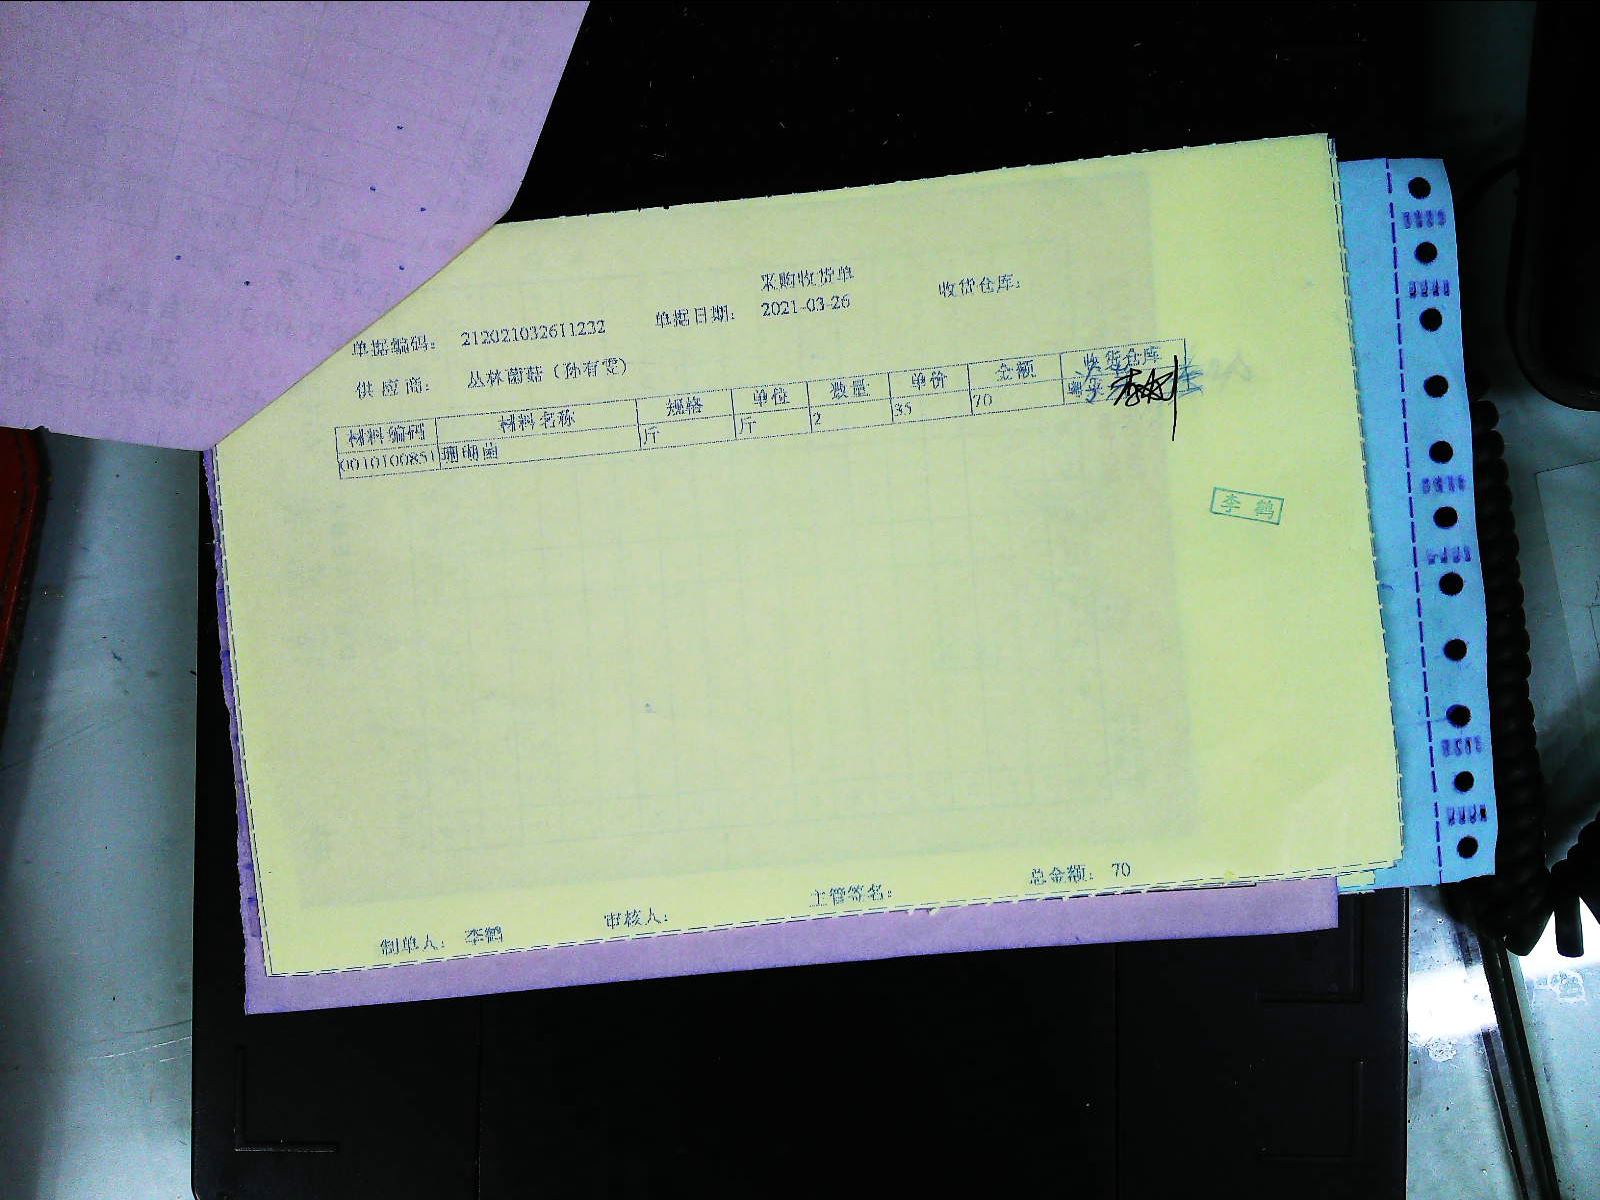 采购收货单
单据编码: 212021032611232 单据日期: 2021-03-26 收货仓库:
供应商: 丛林菌菇(孙有雯)
材料编码 材料名称 规格 单位 数量 单价 金额 收货仓库
0010100851 珊瑚菌 斤 斤 2 35 70
李鹤
制单人: 李鹤 审核人: 主管签名: 总金额: 70